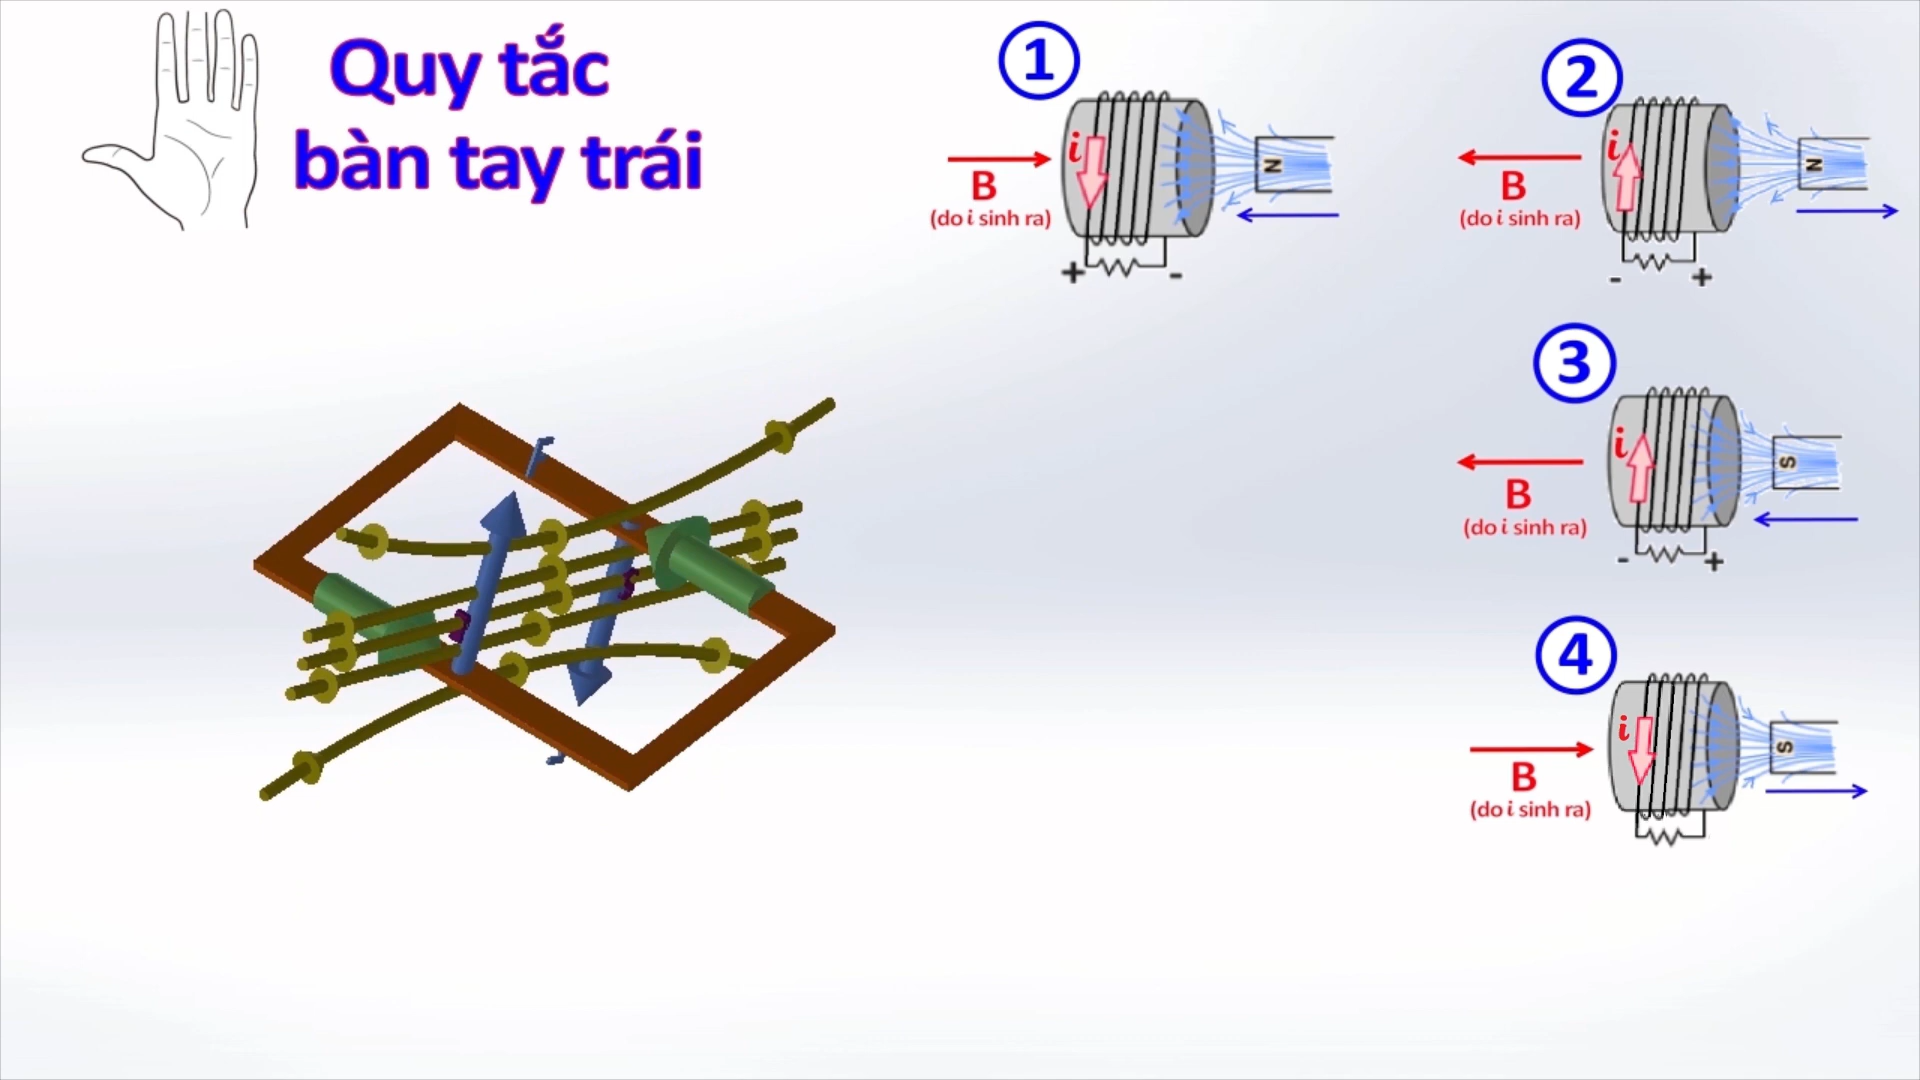 Quy tắc
bàn tay trái
1
i
N
B
(do i sinh ra)
+ -
2
i
N
B
(do i sinh ra)
- +
3
i
S
B
(do i sinh ra)
- +
4
i
S
B
(do i sinh ra)